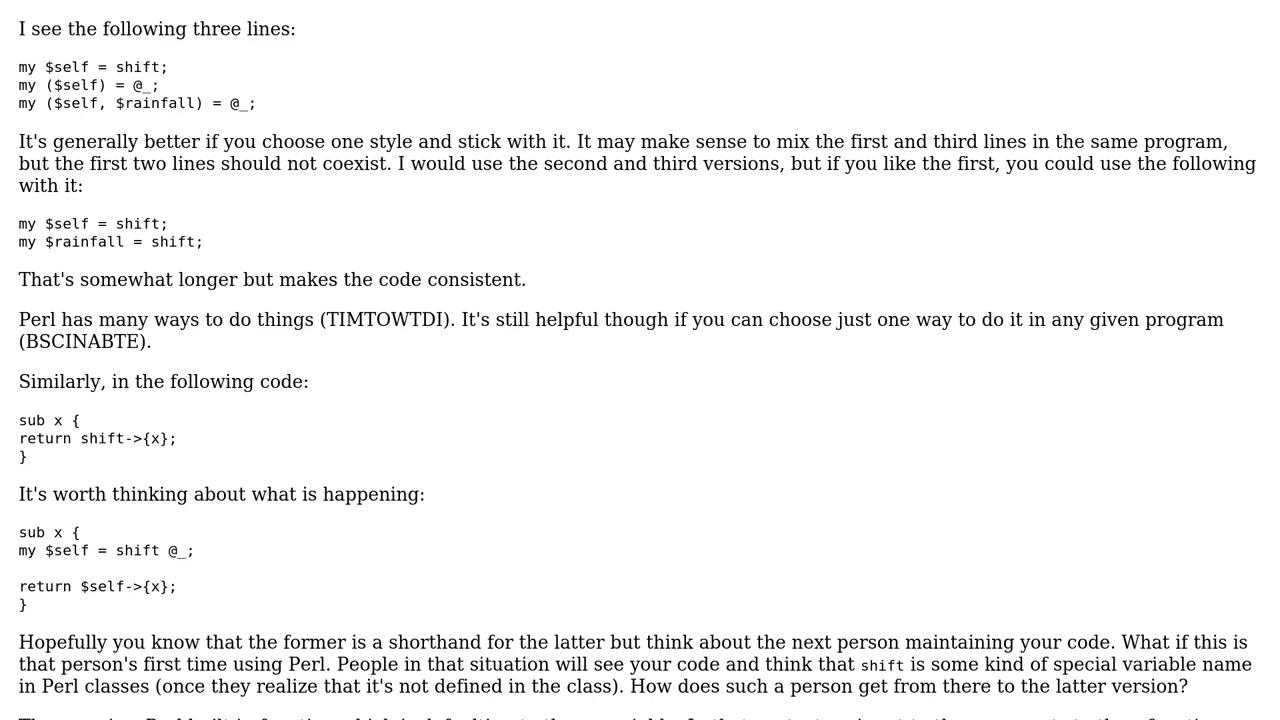 I see the following three lines:
my $self = shift;
my ($self) = @_;
my ($self, $rainfall) = @_;
It's generally better if you choose one style and stick with it. It may make sense to mix the first and third lines in the same program,
but the first two lines should not coexist. I would use the second and third versions, but if you like the first, you could use the following
with it:
my $self = shift;
my $rainfall = shift;
That's somewhat longer but makes the code consistent.
Perl has many ways to do things (TIMTOWTDI). It's still helpful though if you can choose just one way to do it in any given program
(BSCINABTE).
Similarly, in the following code:
sub x {
return shift->{x};
}
It's worth thinking about what is happening:
sub x {
my $self = shift @_;
return $self->{x};
}
Hopefully you know that the former is a shorthand for the latter but think about the next person maintaining your code. What if this is
that person's first time using Perl. People in that situation will see your code and think that shift is some kind of special variable name
in Perl classes (once they realize that it's not defined in the class). How does such a person get from there to the latter version?